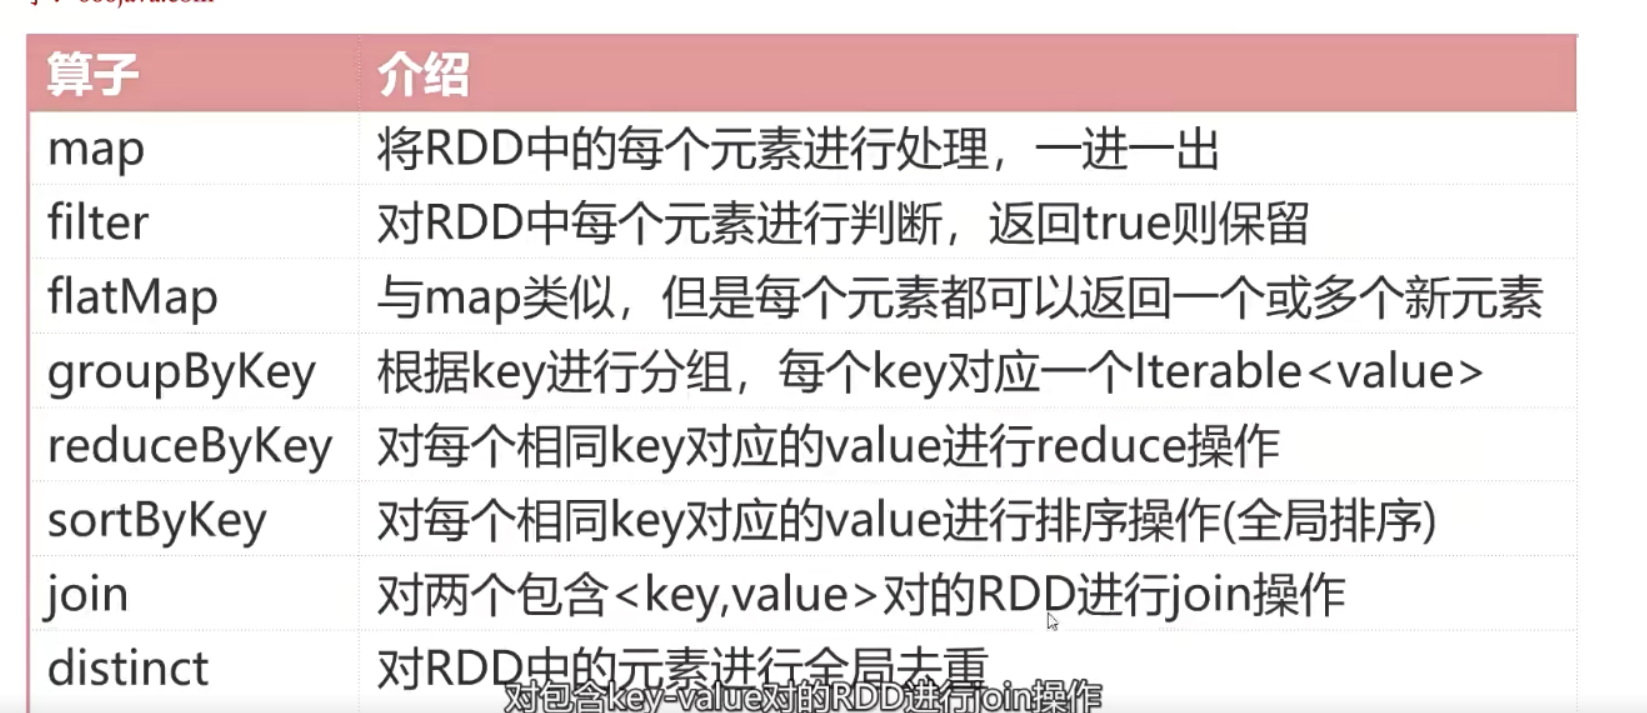 算子 介绍
map 将RDD中的每个元素进行处理，一进一出
filter 对RDD中每个元素进行判断，返回true则保留
flatMap 与map类似，但是每个元素都可以返回一个或多个新元素
groupByKey 根据key进行分组，每个key对应一个Iterable<value>
reduceByKey 对每个相同key对应的value进行reduce操作
sortByKey 对每个相同key对应的value进行排序操作(全局排序)
join 对两个包含<key,value>对的RDD进行join操作
distinct 对RDD中的元素进行全局去重
对包含key-value对的RDD进行join操作